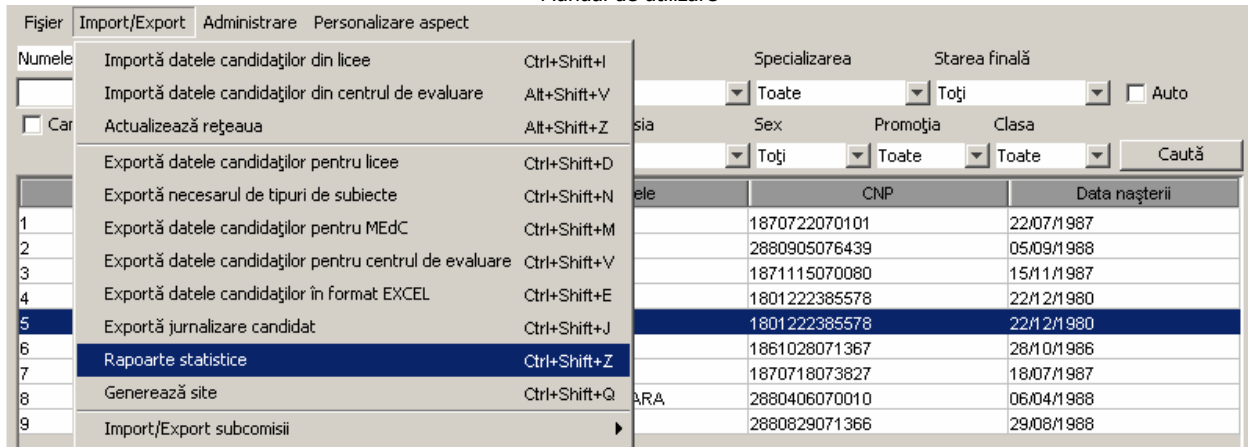 Manual de utilizare
Fişier Import/Export Administrare Personalizare aspect
Numele Specializarea Starea finală
Toate Toţi Auto
sia Sex Promoţia Clasa
Toţi Toate Toate Caută
Importă datele candidaţilor din licee Ctrl+Shift+I
Importă datele candidaţilor din centrul de evaluare Alt+Shift+V
Actualizează reţeaua Alt+Shift+Z
Exportă datele candidaţilor pentru licee Ctrl+Shift+D
Exportă necesarul de tipuri de subiecte Ctrl+Shift+N
Exportă datele candidaţilor pentru MEdC Ctrl+Shift+M
Exportă datele candidaţilor pentru centrul de evaluare Ctrl+Shift+V
Exportă datele candidaţilor în format EXCEL Ctrl+Shift+E
Exportă jurnalizare candidat Ctrl+Shift+J
Rapoarte statistice Ctrl+Shift+Z
Generează site Ctrl+Shift+Q
Import/Export subcomisii
ele CNP Data naşterii
1 1870722070101 22/07/1987
2 2880905076439 05/09/1988
3 1871115070080 15/11/1987
4 1801222385578 22/12/1980
5 1801222385578 22/12/1980
6 1861028071367 28/10/1986
7 1870718073827 18/07/1987
8 ARA 2880406070010 06/04/1988
9 2880829071366 29/08/1988